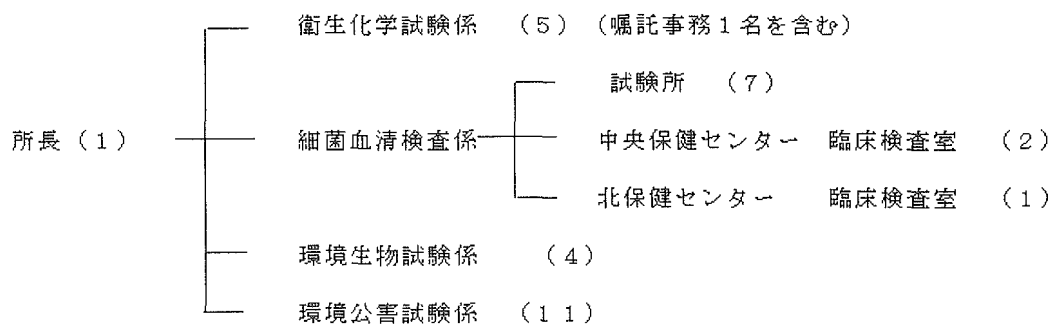 衛生化学試験係 （５）（嘱託事務１名を含む）
試験所 （７）
所長（１） 細菌血清検査係 中央保健センター 臨床検査室 （２）
北保健センター 臨床検査室 （１）
環境生物試験係 （４）
環境公害試験係 （１１）